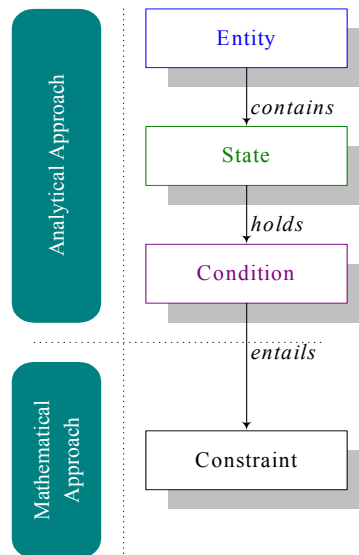 Analytical Approach
Entity
contains
State
holds
Condition
entails
Mathematical
Approach
Constraint